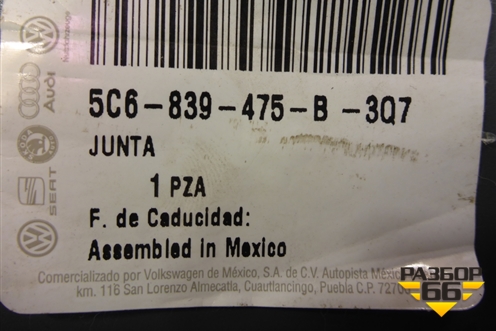 5C6-839-475-B -3Q7
JUNTA
1 PZA
F. de Caducidad:
Assembled in Mexico
Comercializado por Volkswagen de México, S.A. de C.V. Autopista Méxic
km. 116 San Lorenzo Almecatla, Cuautlancingo, Puebla C.P. 7270
Audi
SEAT
РАЗБОР
66